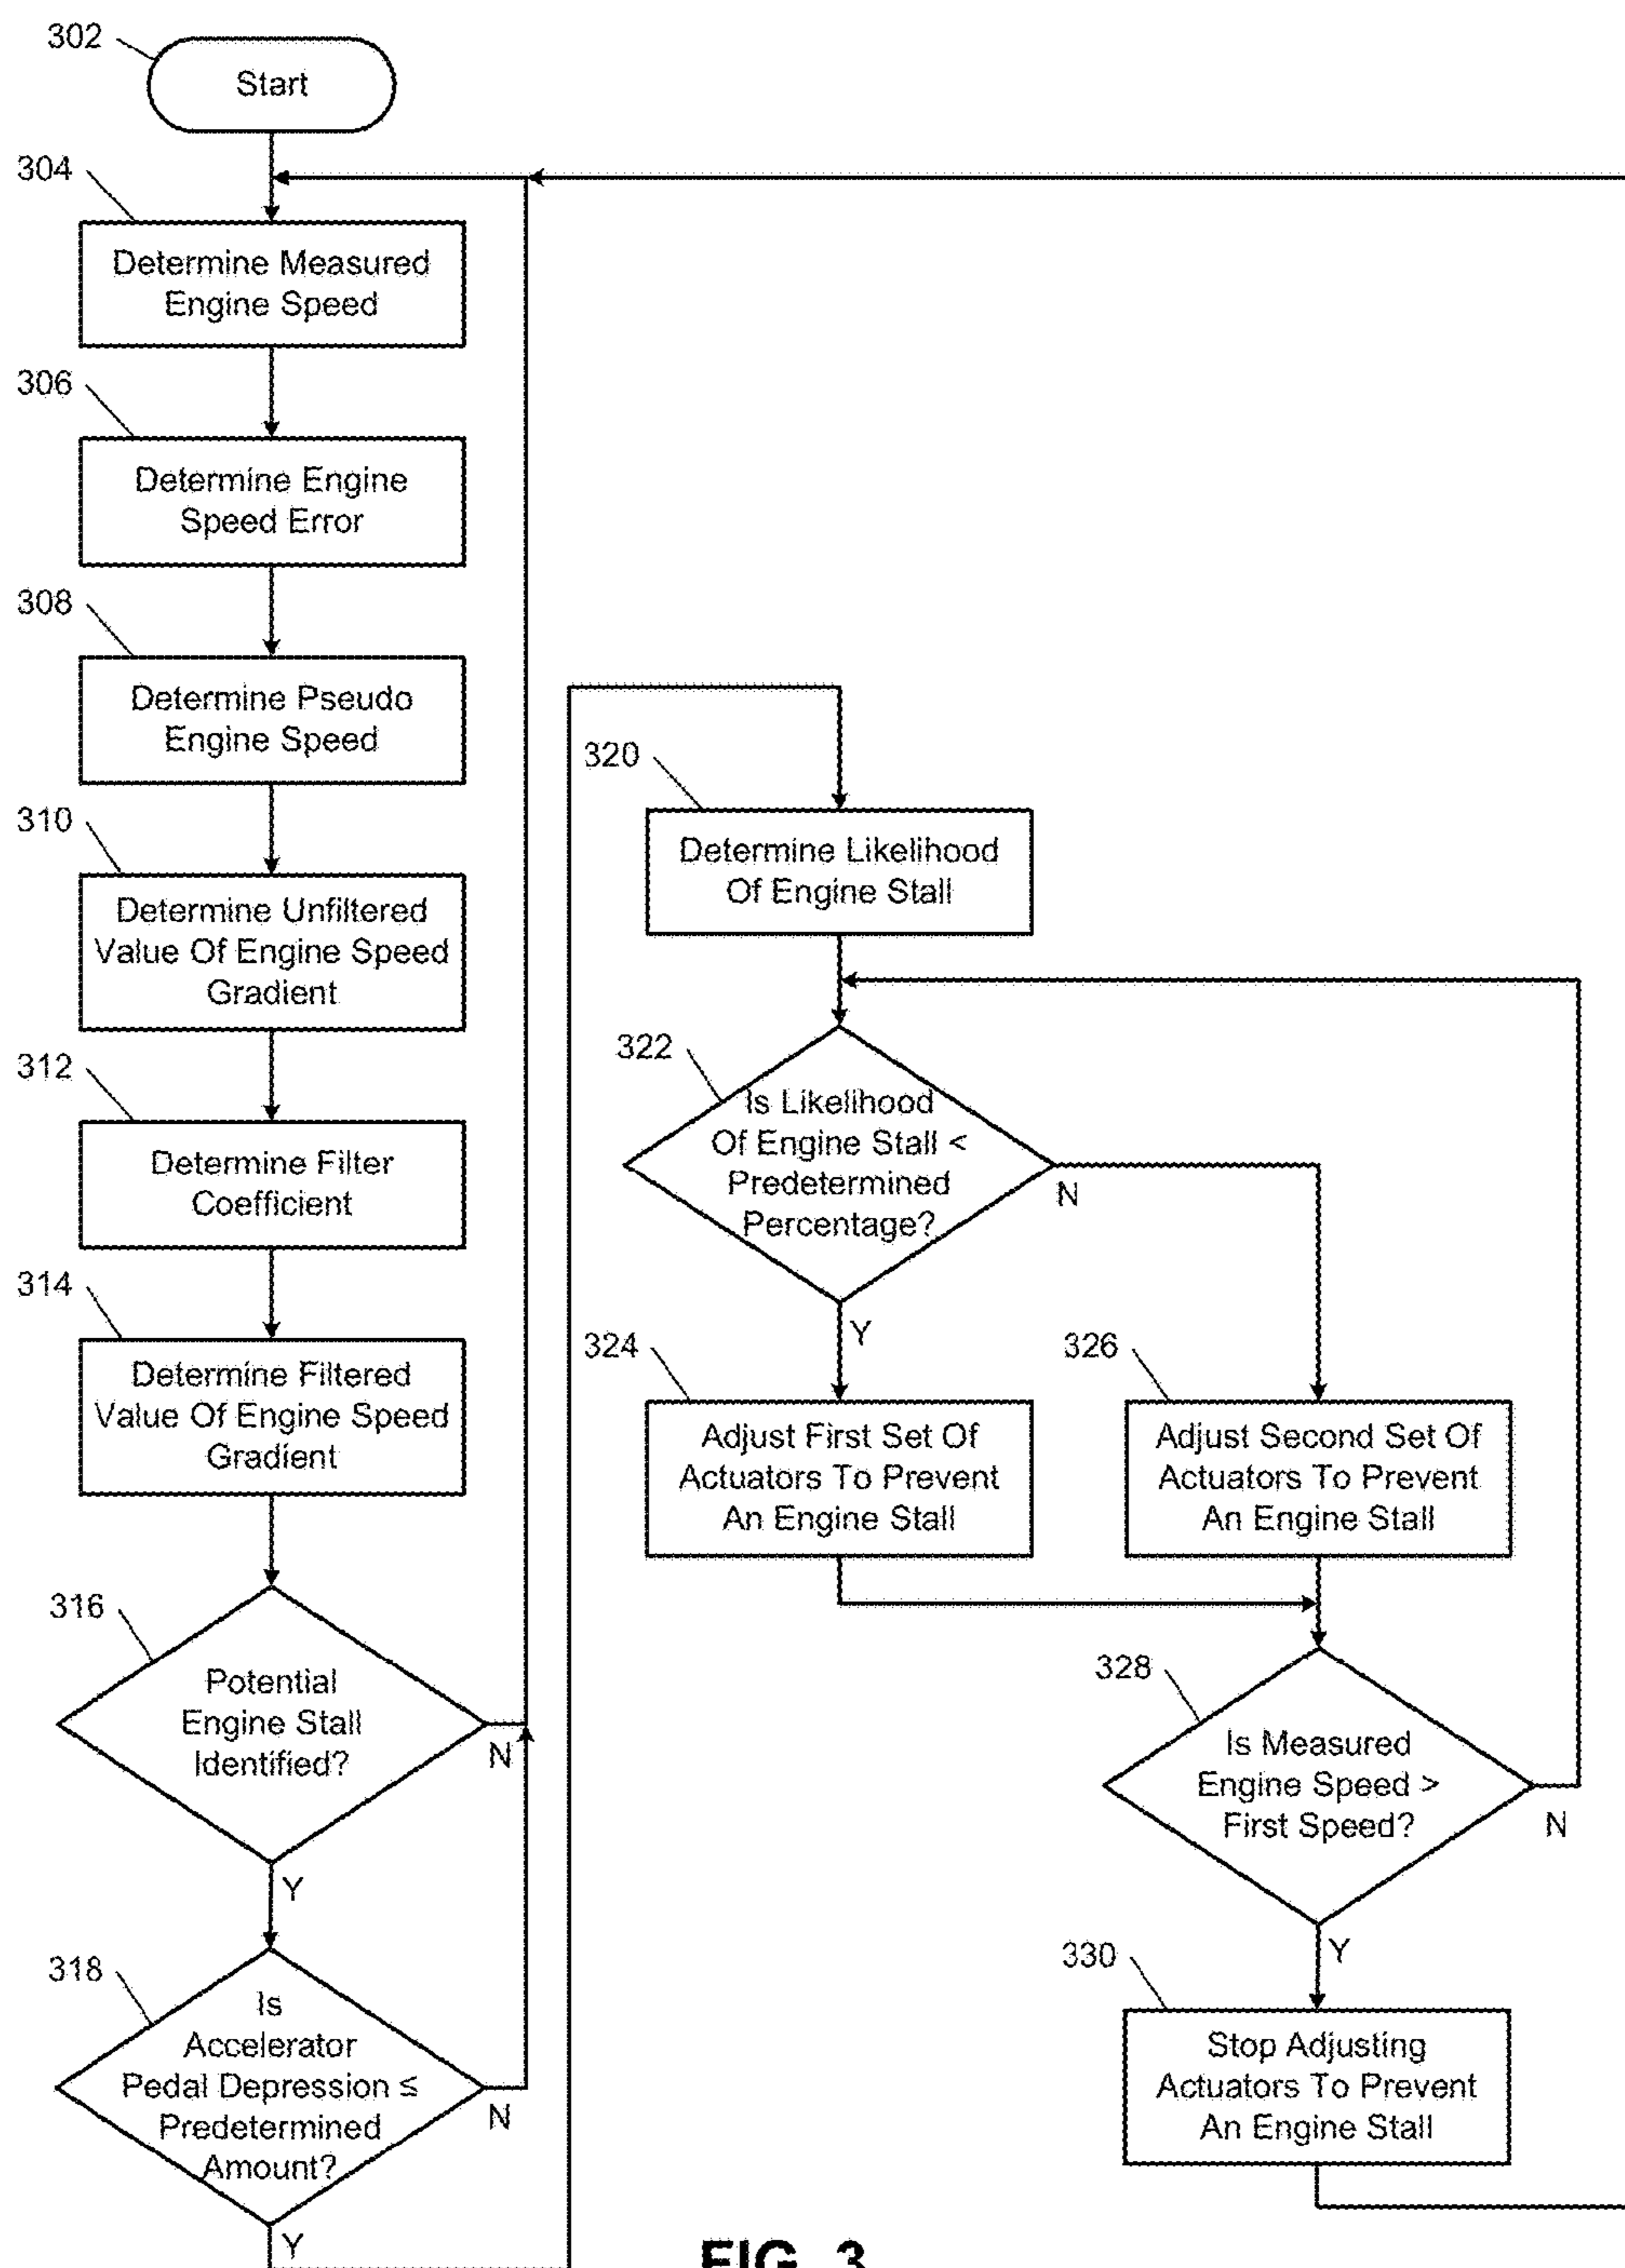 302
Start
304
Determine Measured
Engine Speed
306
Determine Engine
Speed Error
308
Determine Pseudo
Engine Speed
310
Determine Unfiltered
Value Of Engine Speed
Gradient
312
Determine Filter
Coefficient
314
Determine Filtered
Value Of Engine Speed
Gradient
316
Potential
Engine Stall
Identified?
N
Y
318
Is
Accelerator
Pedal Depression ≤
Predetermined
Amount?
N
Y
320
Determine Likelihood
Of Engine Stall
322
Is Likelihood
Of Engine Stall <
Predetermined
Percentage?
N
Y
324
Adjust First Set Of
Actuators To Prevent
An Engine Stall
326
Adjust Second Set Of
Actuators To Prevent
An Engine Stall
328
Is Measured
Engine Speed >
First Speed?
N
Y
330
Stop Adjusting
Actuators To Prevent
An Engine Stall
FIG. 3